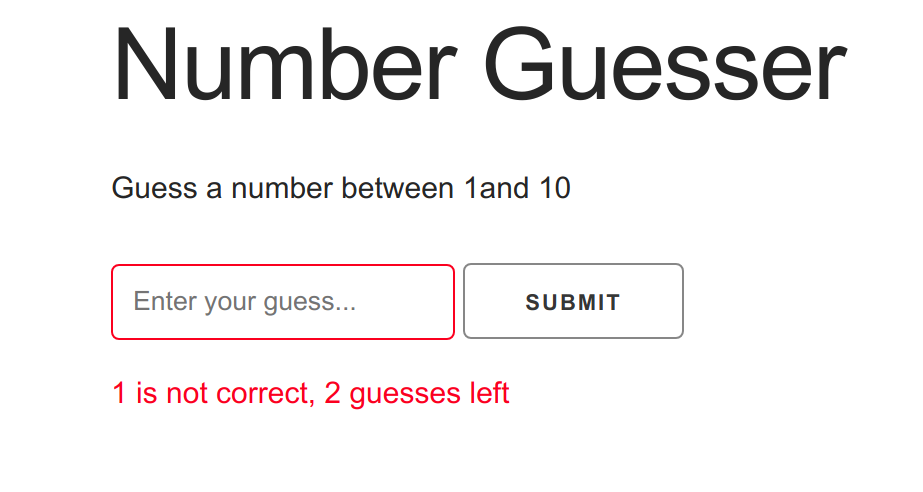 Number Guesser
Guess a number between 1and 10
Enter your guess... SUBMIT
1 is not correct, 2 guesses left